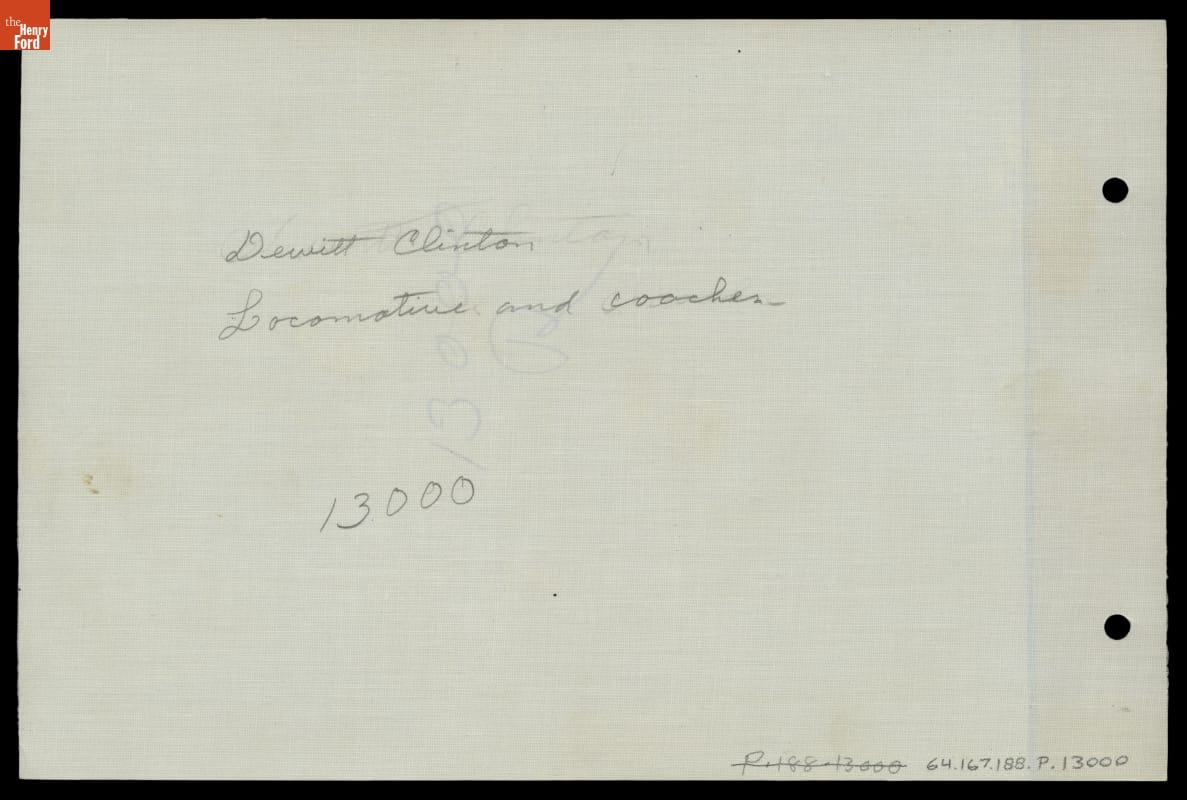 the
Henry
Ford
Dewitt Clinton
Locomotive and coaches
13000
P.188.13000 64.167.188.P.13000